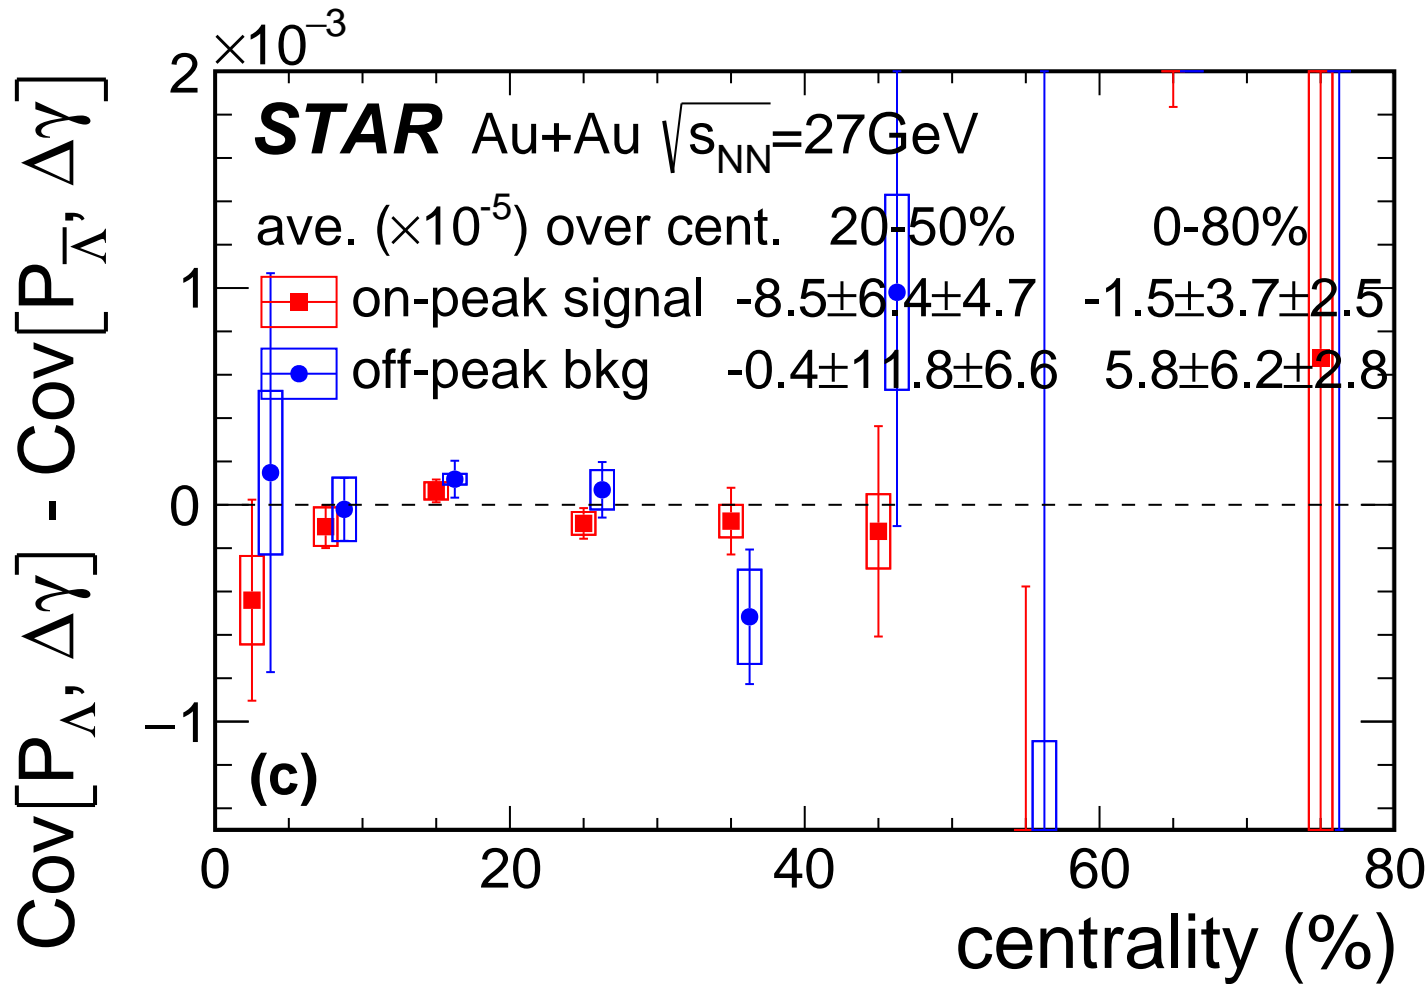 ×10⁻³
Cov[P_Λ, Δγ] - Cov[P_Λ̅, Δγ]
2
1
0
−1
STAR Au+Au √s_NN=27GeV
ave. (×10⁻⁵) over cent. 20-50% 0-80%
on-peak signal -8.5±6.4±4.7 -1.5±3.7±2.5
off-peak bkg -0.4±11.8±6.6 5.8±6.2±2.8
(c)
0 20 40 60 80
centrality (%)